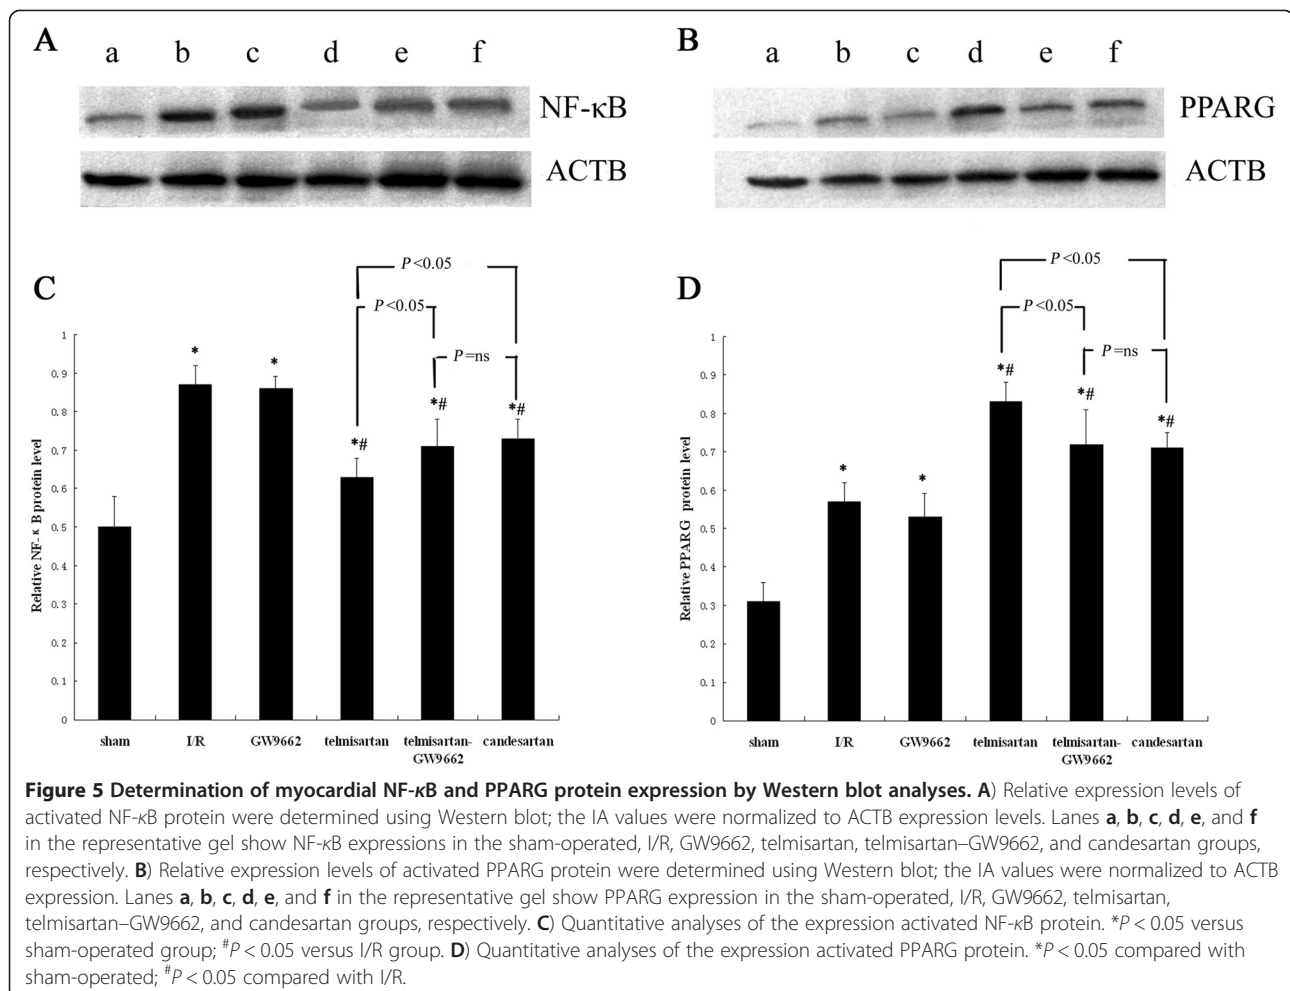 A
a b c d e f
NF-κB
ACTB
B
a b c d e f
PPARG
ACTB
C
P<0.05
P<0.05
P=ns
Relative NF-κ B protein level
1
0.9
0.8
0.7
0.6
0.5
0.4
0.3
0.2
0.1
0
*
*
*#
*#
*#
sham I/R GW9662 telmisartan telmisartan- candesartan
GW9662
D
P<0.05
P<0.05
P=ns
Relative PPARG protein level
1
0.9
0.8
0.7
0.6
0.5
0.4
0.3
0.2
0.1
0
*
*
*#
*#
*#
sham I/R GW9662 telmisartan telmisartan- candesartan
GW9662
Figure 5 Determination of myocardial NF-κB and PPARG protein expression by Western blot analyses. A) Relative expression levels of
activated NF-κB protein were determined using Western blot; the IA values were normalized to ACTB expression levels. Lanes a, b, c, d, e, and f
in the representative gel show NF-κB expressions in the sham-operated, I/R, GW9662, telmisartan, telmisartan–GW9662, and candesartan groups,
respectively. B) Relative expression levels of activated PPARG protein were determined using Western blot; the IA values were normalized to ACTB
expression. Lanes a, b, c, d, e, and f in the representative gel show PPARG expression in the sham-operated, I/R, GW9662, telmisartan,
telmisartan–GW9662, and candesartan groups, respectively. C) Quantitative analyses of the expression activated NF-κB protein. *P < 0.05 versus
sham-operated group; #P < 0.05 versus I/R group. D) Quantitative analyses of the expression activated PPARG protein. *P < 0.05 compared with
sham-operated; #P < 0.05 compared with I/R.